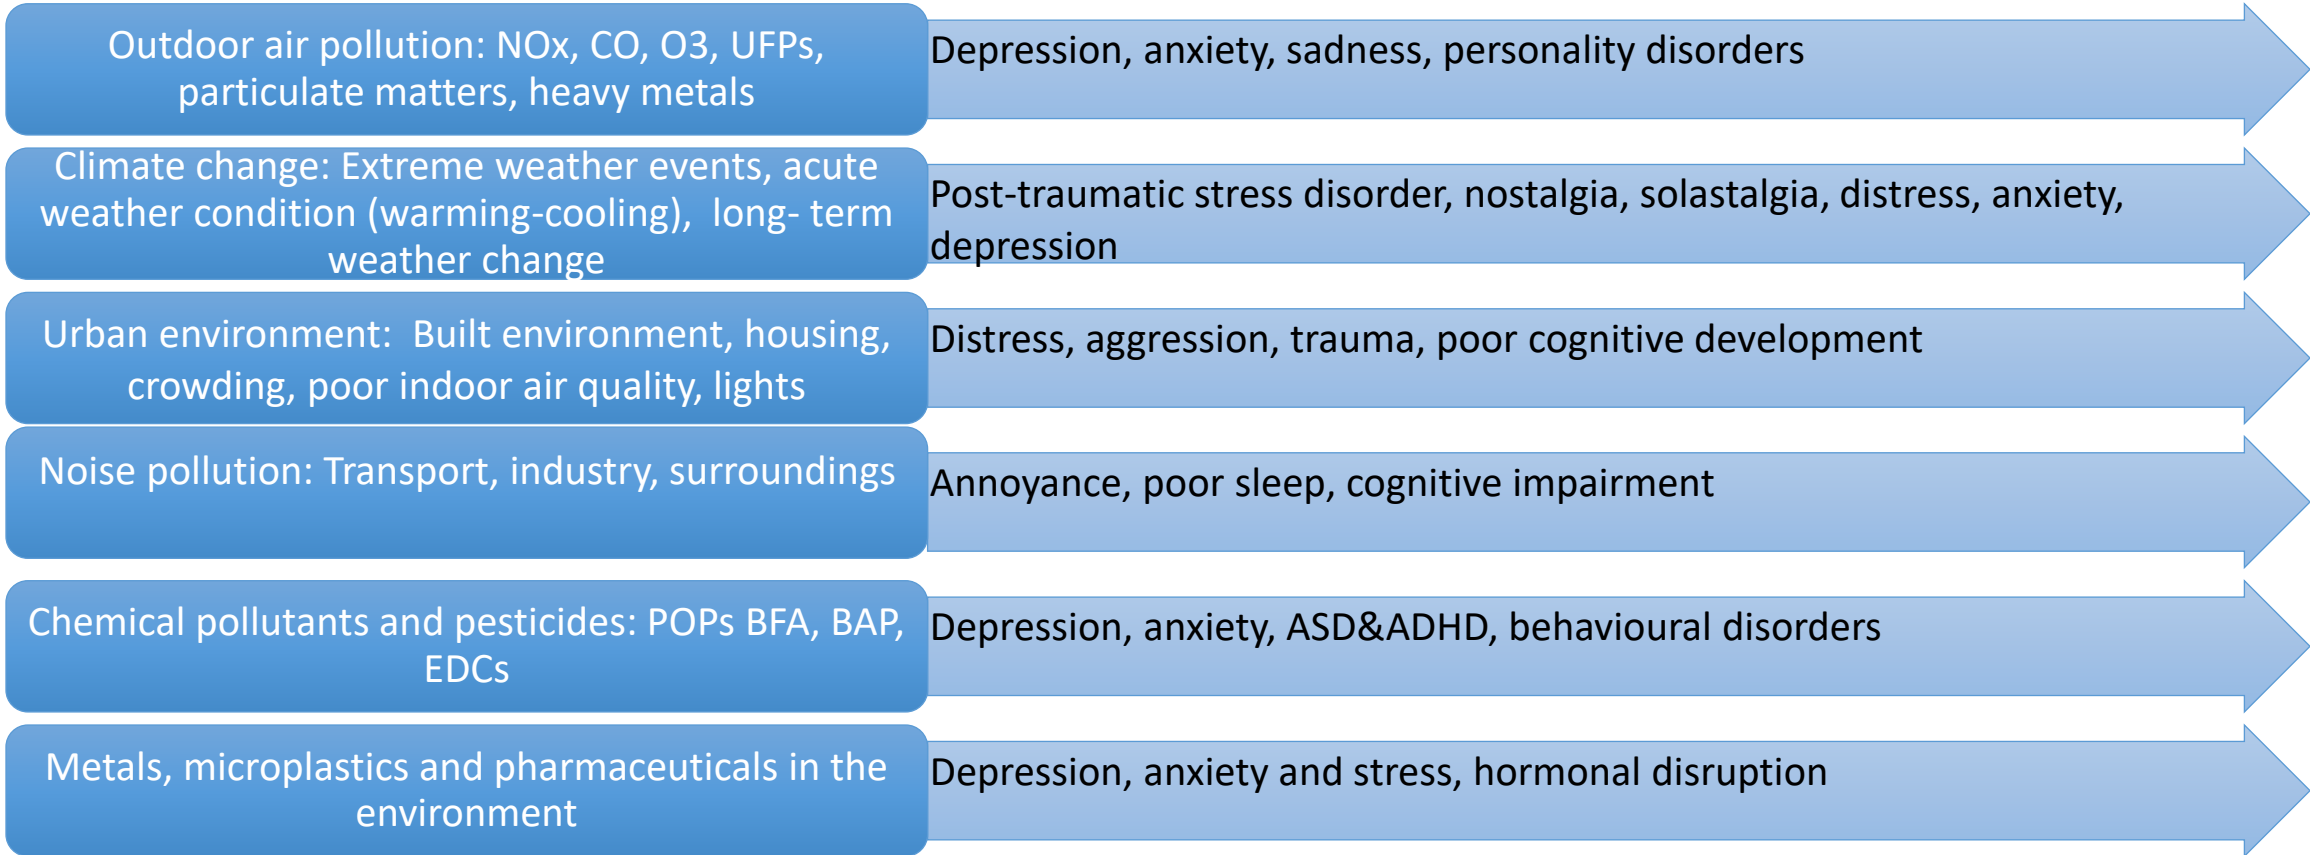 Outdoor air pollution: NOx, CO, O3, UFPs,
particulate matters, heavy metals
Depression, anxiety, sadness, personality disorders
Climate change: Extreme weather events, acute
weather condition (warming-cooling),  long- term
weather change
Post-traumatic stress disorder, nostalgia, solastalgia, distress, anxiety,
depression
Urban environment:  Built environment, housing,
crowding, poor indoor air quality, lights
Distress, aggression, trauma, poor cognitive development
Noise pollution: Transport, industry, surroundings
Annoyance, poor sleep, cognitive impairment
Chemical pollutants and pesticides: POPs BFA, BAP,
EDCs
Depression, anxiety, ASD&ADHD, behavioural disorders
Metals, microplastics and pharmaceuticals in the
environment
Depression, anxiety and stress, hormonal disruption